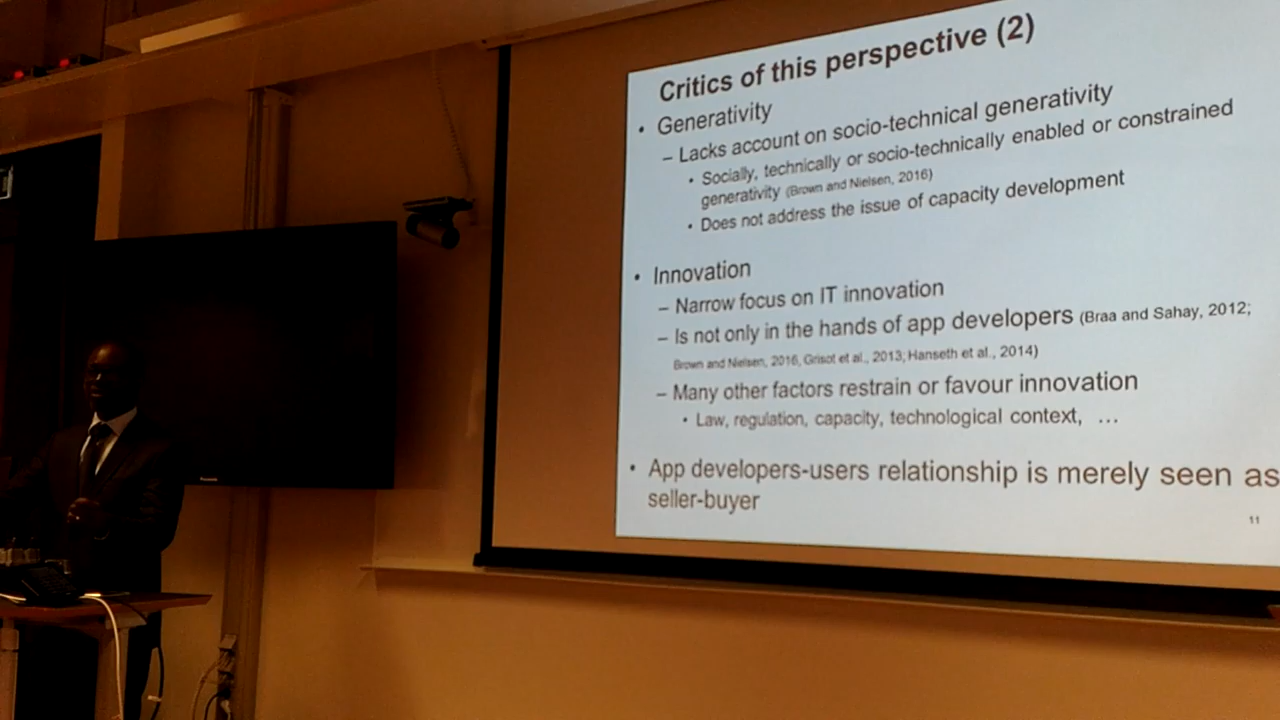 Critics of this perspective (2)
• Generativity
– Lacks account on socio-technical generativity
• Socially, technically or socio-technically enabled or constrained
generativity (Brown and Nielsen, 2016)
• Does not address the issue of capacity development
• Innovation
– Narrow focus on IT innovation
– Is not only in the hands of app developers (Braa and Sahay, 2012;
Brown and Nielsen, 2016, Grisot et al., 2013; Hanseth et al., 2014)
– Many other factors restrain or favour innovation
• Law, regulation, capacity, technological context, ...
• App developers-users relationship is merely seen as
seller-buyer
11
Panasonic